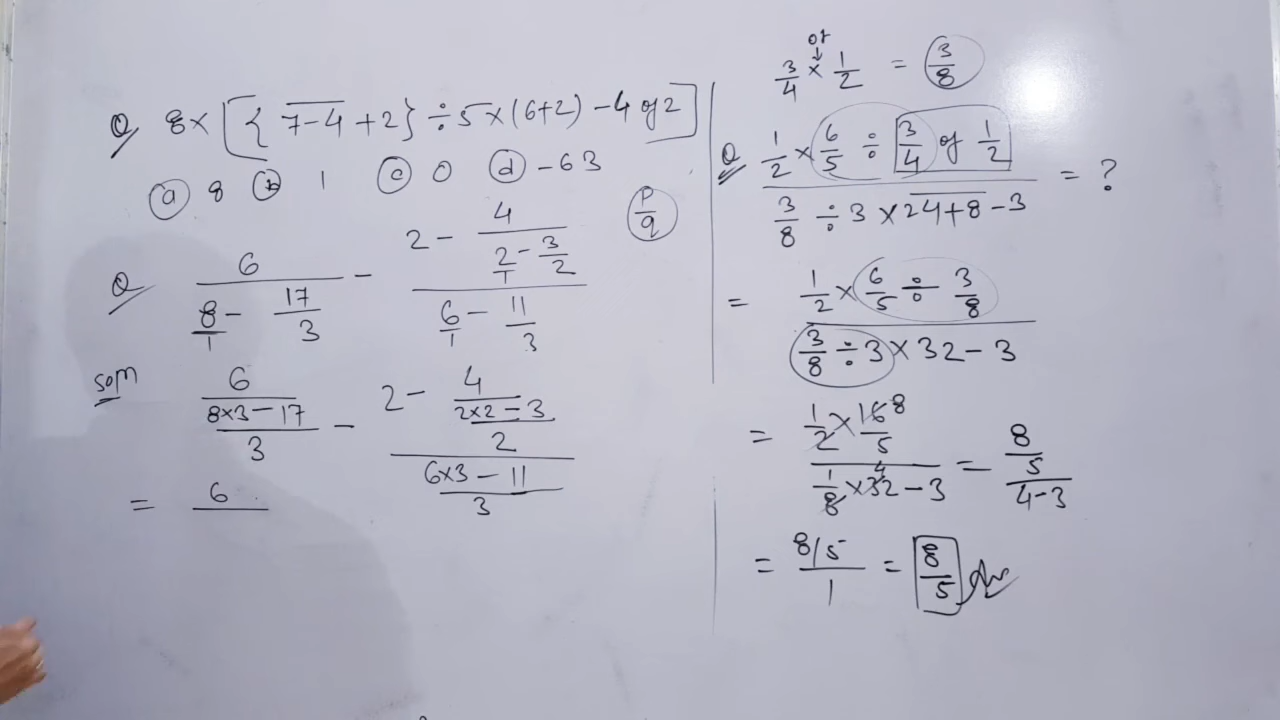 Q 8 × [{7-4 + 2} ÷ 5 × (6+2) - 4 of 2]
(a) 8 (b) 1 (c) 0 (d) -63
p/q
Q 6/(8/1 - 17/3) - (2 - 4/(2/1 - 3/2))/(6/1 - 11/3)
Soln 6/((8×3-17)/3) - (2 - 4/((2×2-3)/2))/((6×3-11)/3)
= 6
of
3/4 × 1/2 = 3/8
Q (1/2 × 6/5 ÷ 3/4 of 1/2)/(3/8 ÷ 3 × 24+8 - 3) = ?
= (1/2 × 6/5 ÷ 3/8)/(3/8 ÷ 3 × 32 - 3)
= (1/2 × 16/5 8)/(1/8 × 32 4 - 3) = (8/5)/(4-3)
= (8/5)/1 = 8/5 Ans